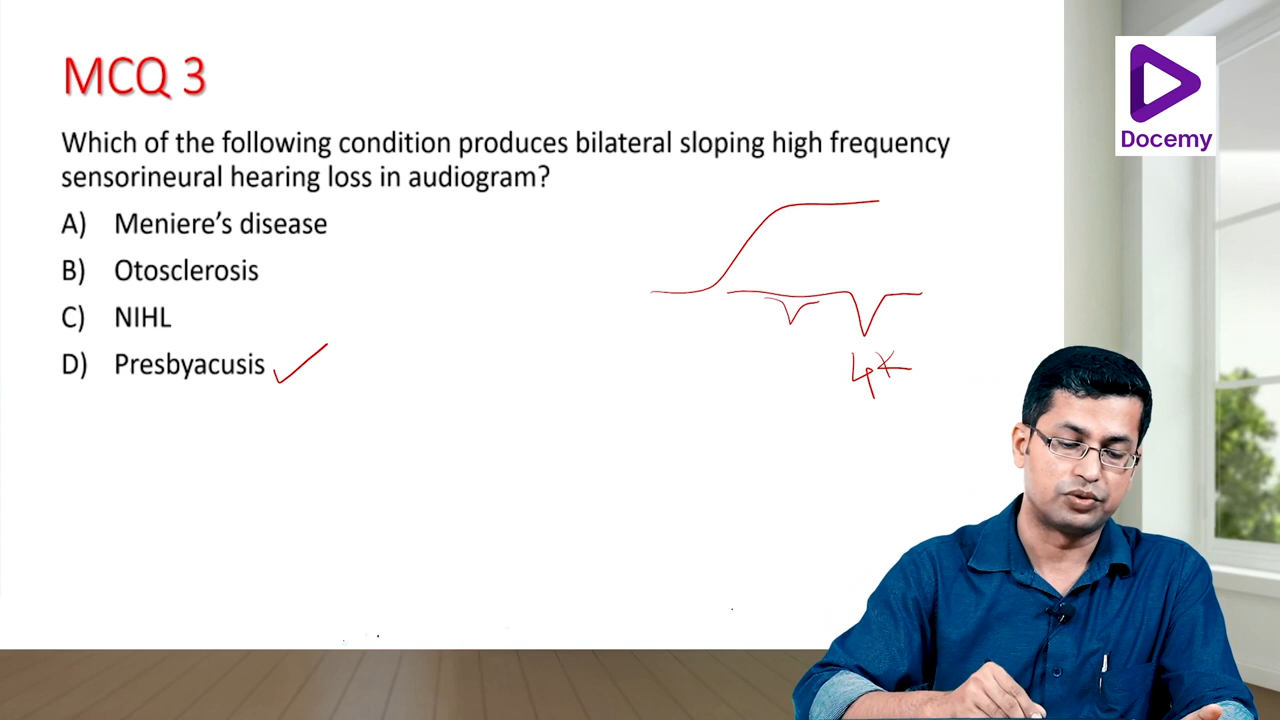 MCQ 3
Docemy
Which of the following condition produces bilateral sloping high frequency
sensorineural hearing loss in audiogram?
A) Meniere’s disease
B) Otosclerosis
C) NIHL
D) Presbyacusis
4K